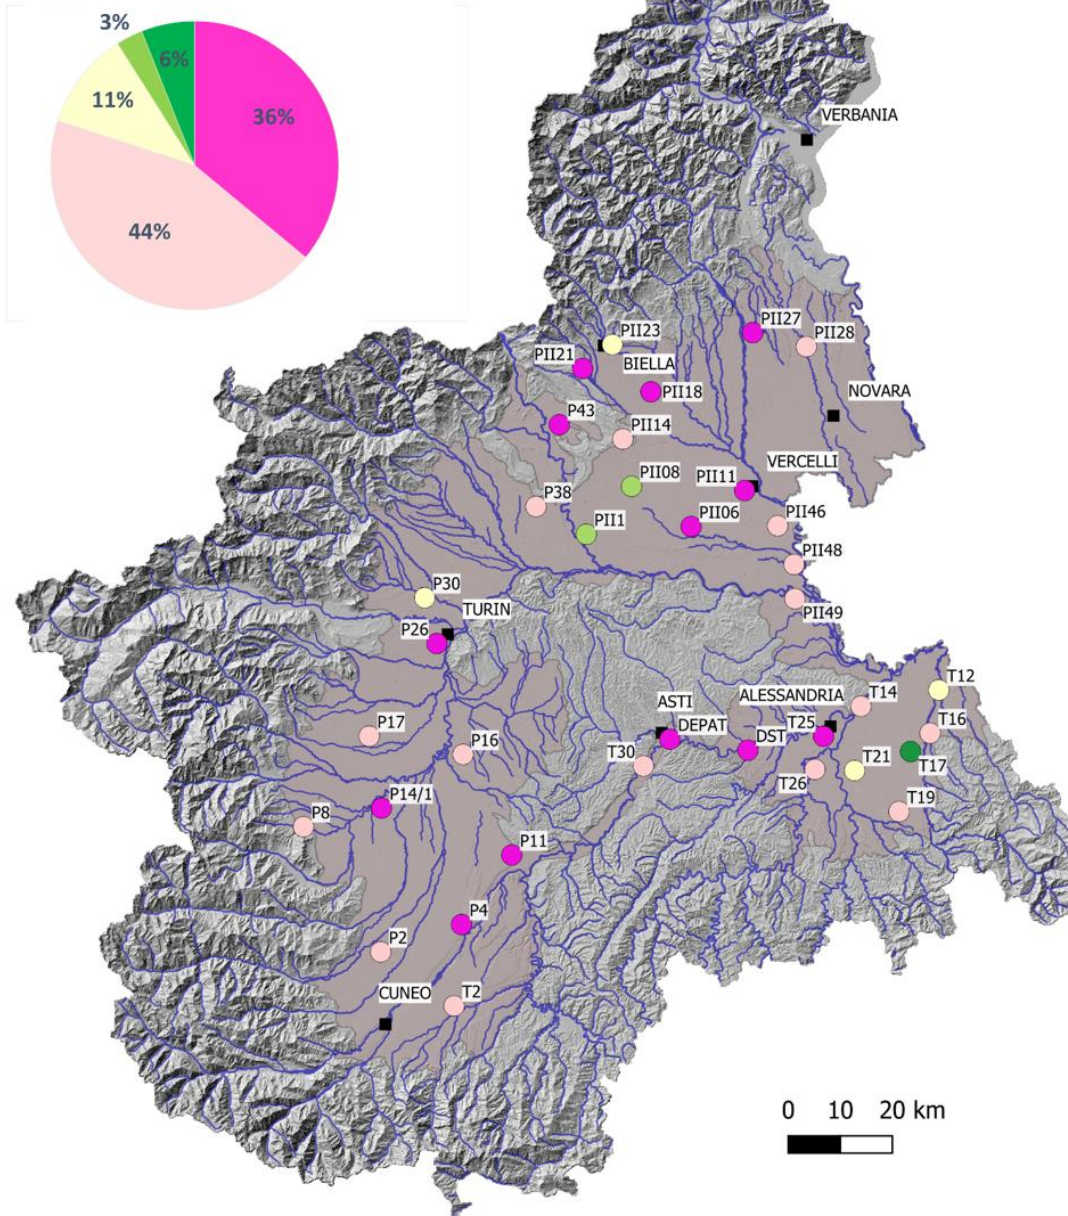 3%
6%
36%
11%
44%
VERBANIA
PII27
PII28
PII23
BIELLA
PII21
PII18
NOVARA
P43
PII14
VERCELLI
PII08
PII11
P38
PII06
PII46
PII1
PII48
P30
PII49
TURIN
P26
T12
ALESSANDRIA
T14
ASTI
DEPAT
T25
T16
P17
P16
DST
T21
T17
T30
T26
P14/1
T19
P8
P11
P4
P2
CUNEO
T2
0 10 20 km